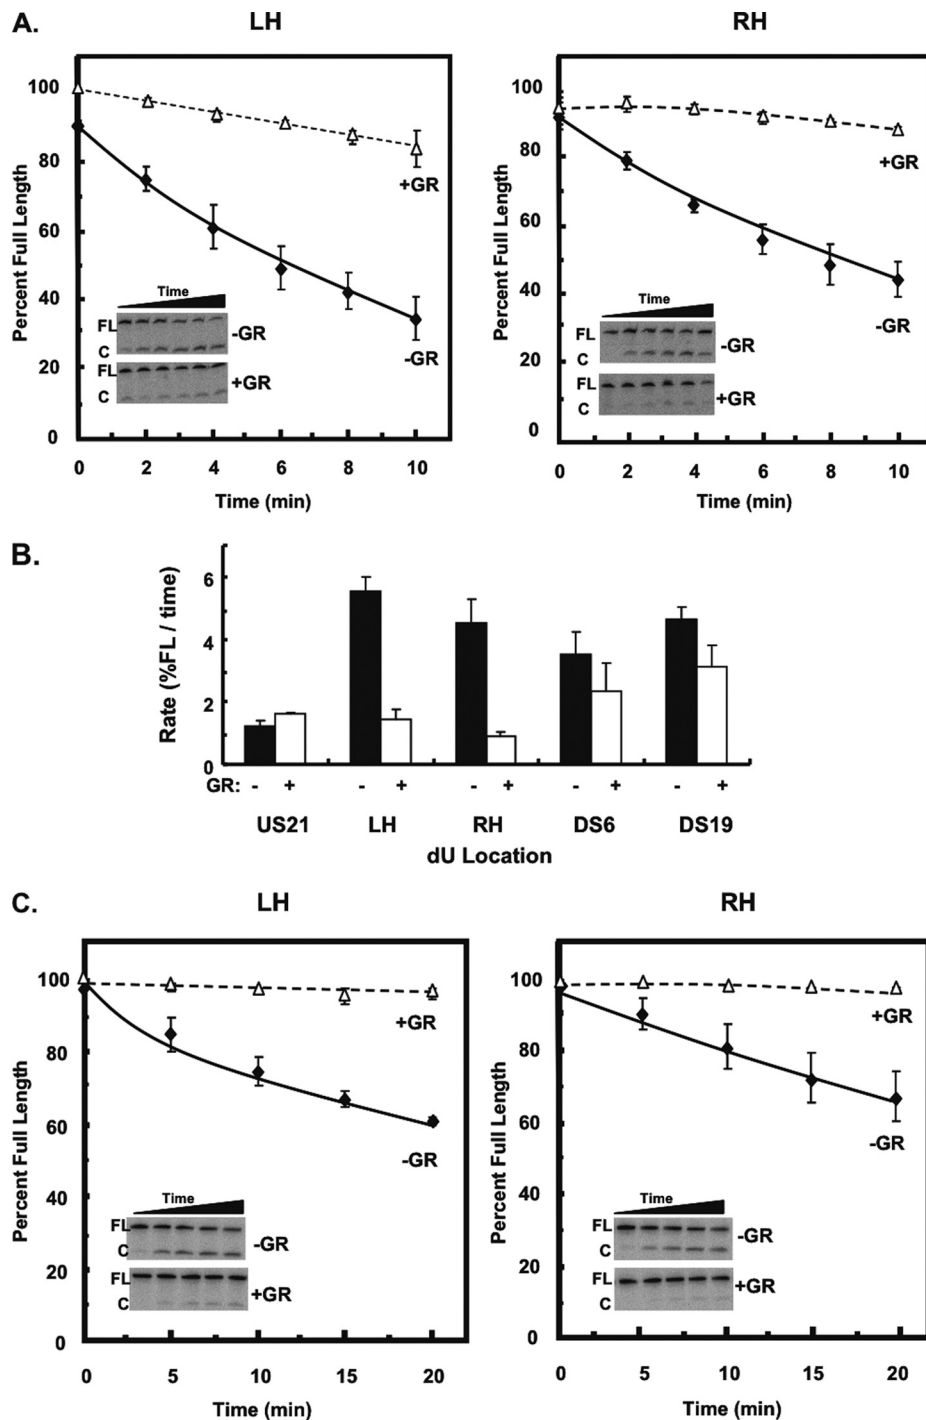 A.
LH
RH
Percent Full Length
100
80
60
40
20
0
+GR
-GR
Time
FL
C
-GR
FL
C
+GR
0 2 4 6 8 10
Time (min)
Percent Full Length
100
80
60
40
20
0
+GR
-GR
Time
FL
C
-GR
FL
C
+GR
0 2 4 6 8 10
Time (min)
B.
Rate (%FL / time)
6
4
2
0
GR: - + - + - + - + - +
US21 LH RH DS6 DS19
dU Location
C.
LH
RH
Percent Full Length
100
80
60
40
20
0
+GR
-GR
Time
FL
C
-GR
FL
C
+GR
0 5 10 15 20
Time (min)
Percent Full Length
100
80
60
40
20
0
+GR
-GR
Time
FL
C
-GR
FL
C
+GR
0 5 10 15 20
Time (min)